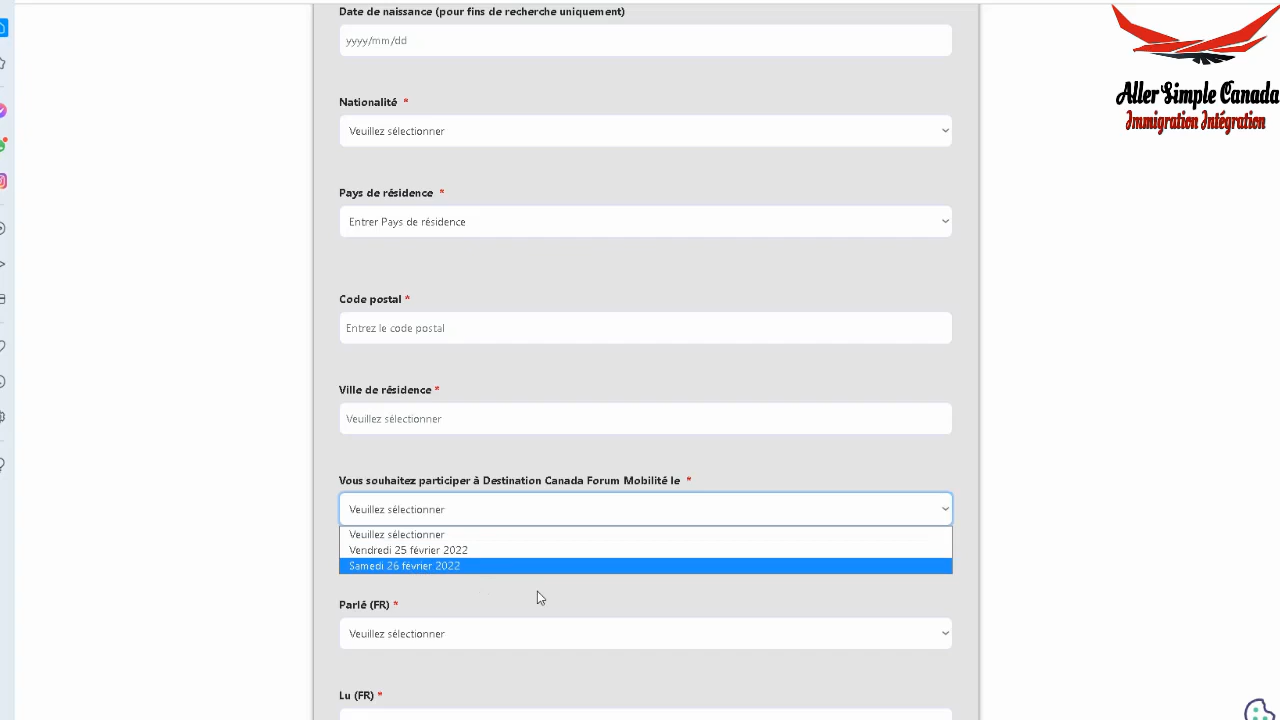 Date de naissance (pour fins de recherche uniquement)
yyyy/mm/dd
Nationalité *
Veuillez sélectionner
Pays de résidence *
Entrer Pays de résidence
Code postal *
Entrez le code postal
Ville de résidence *
Veuillez sélectionner
Vous souhaitez participer à Destination Canada Forum Mobilité le *
Veuillez sélectionner
Veuillez sélectionner
Vendredi 25 février 2022
Samedi 26 février 2022
Parlé (FR) *
Veuillez sélectionner
Lu (FR) *
Aller Simple Canada
Immigration Intégration